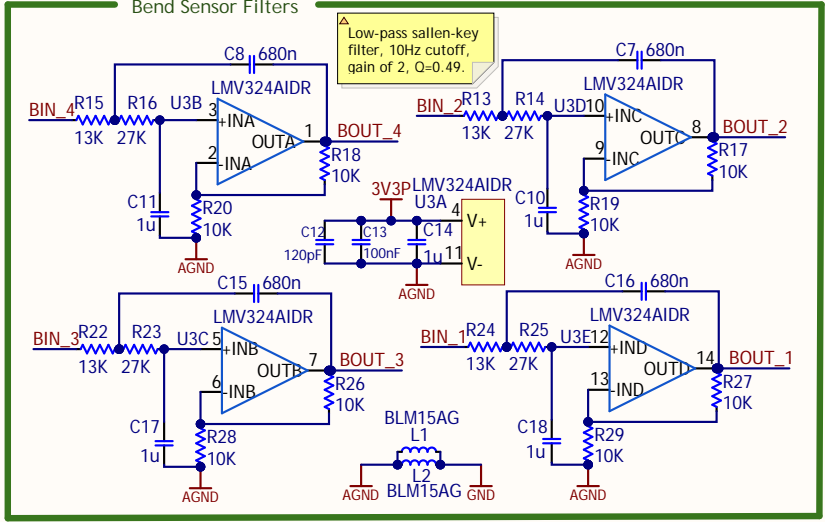 Bend Sensor Filters
Low-pass sallen-key
filter, 10Hz cutoff,
gain of 2, Q=0.49.
C8 680n
R15 R16 U3B LMV324AIDR
BIN_4
13K 27K
3 +INA
2 -INA
OUTA 1 BOUT_4
R18
10K
C11
1u
R20
10K
AGND
C7 680n
R13 R14 U3D LMV324AIDR
BIN_2
13K 27K
10 +INC
9 -INC
OUTC 8 BOUT_2
R17
10K
C10
1u
R19
10K
AGND
3V3P LMV324AIDR
U3A
C12 C13 C14
120pF 100nF 1u
4 V+
11 V-
AGND
C15 680n
R22 R23 U3C LMV324AIDR
BIN_3
13K 27K
5 +INB
6 -INB
OUTB 7 BOUT_3
R26
10K
C17
1u
R28
10K
AGND
C16 680n
R24 R25 U3E LMV324AIDR
BIN_1
13K 27K
12 +IND
13 -IND
OUTD 14 BOUT_1
R27
10K
C18
1u
R29
10K
AGND
BLM15AG
L1
L2
BLM15AG
AGND GND